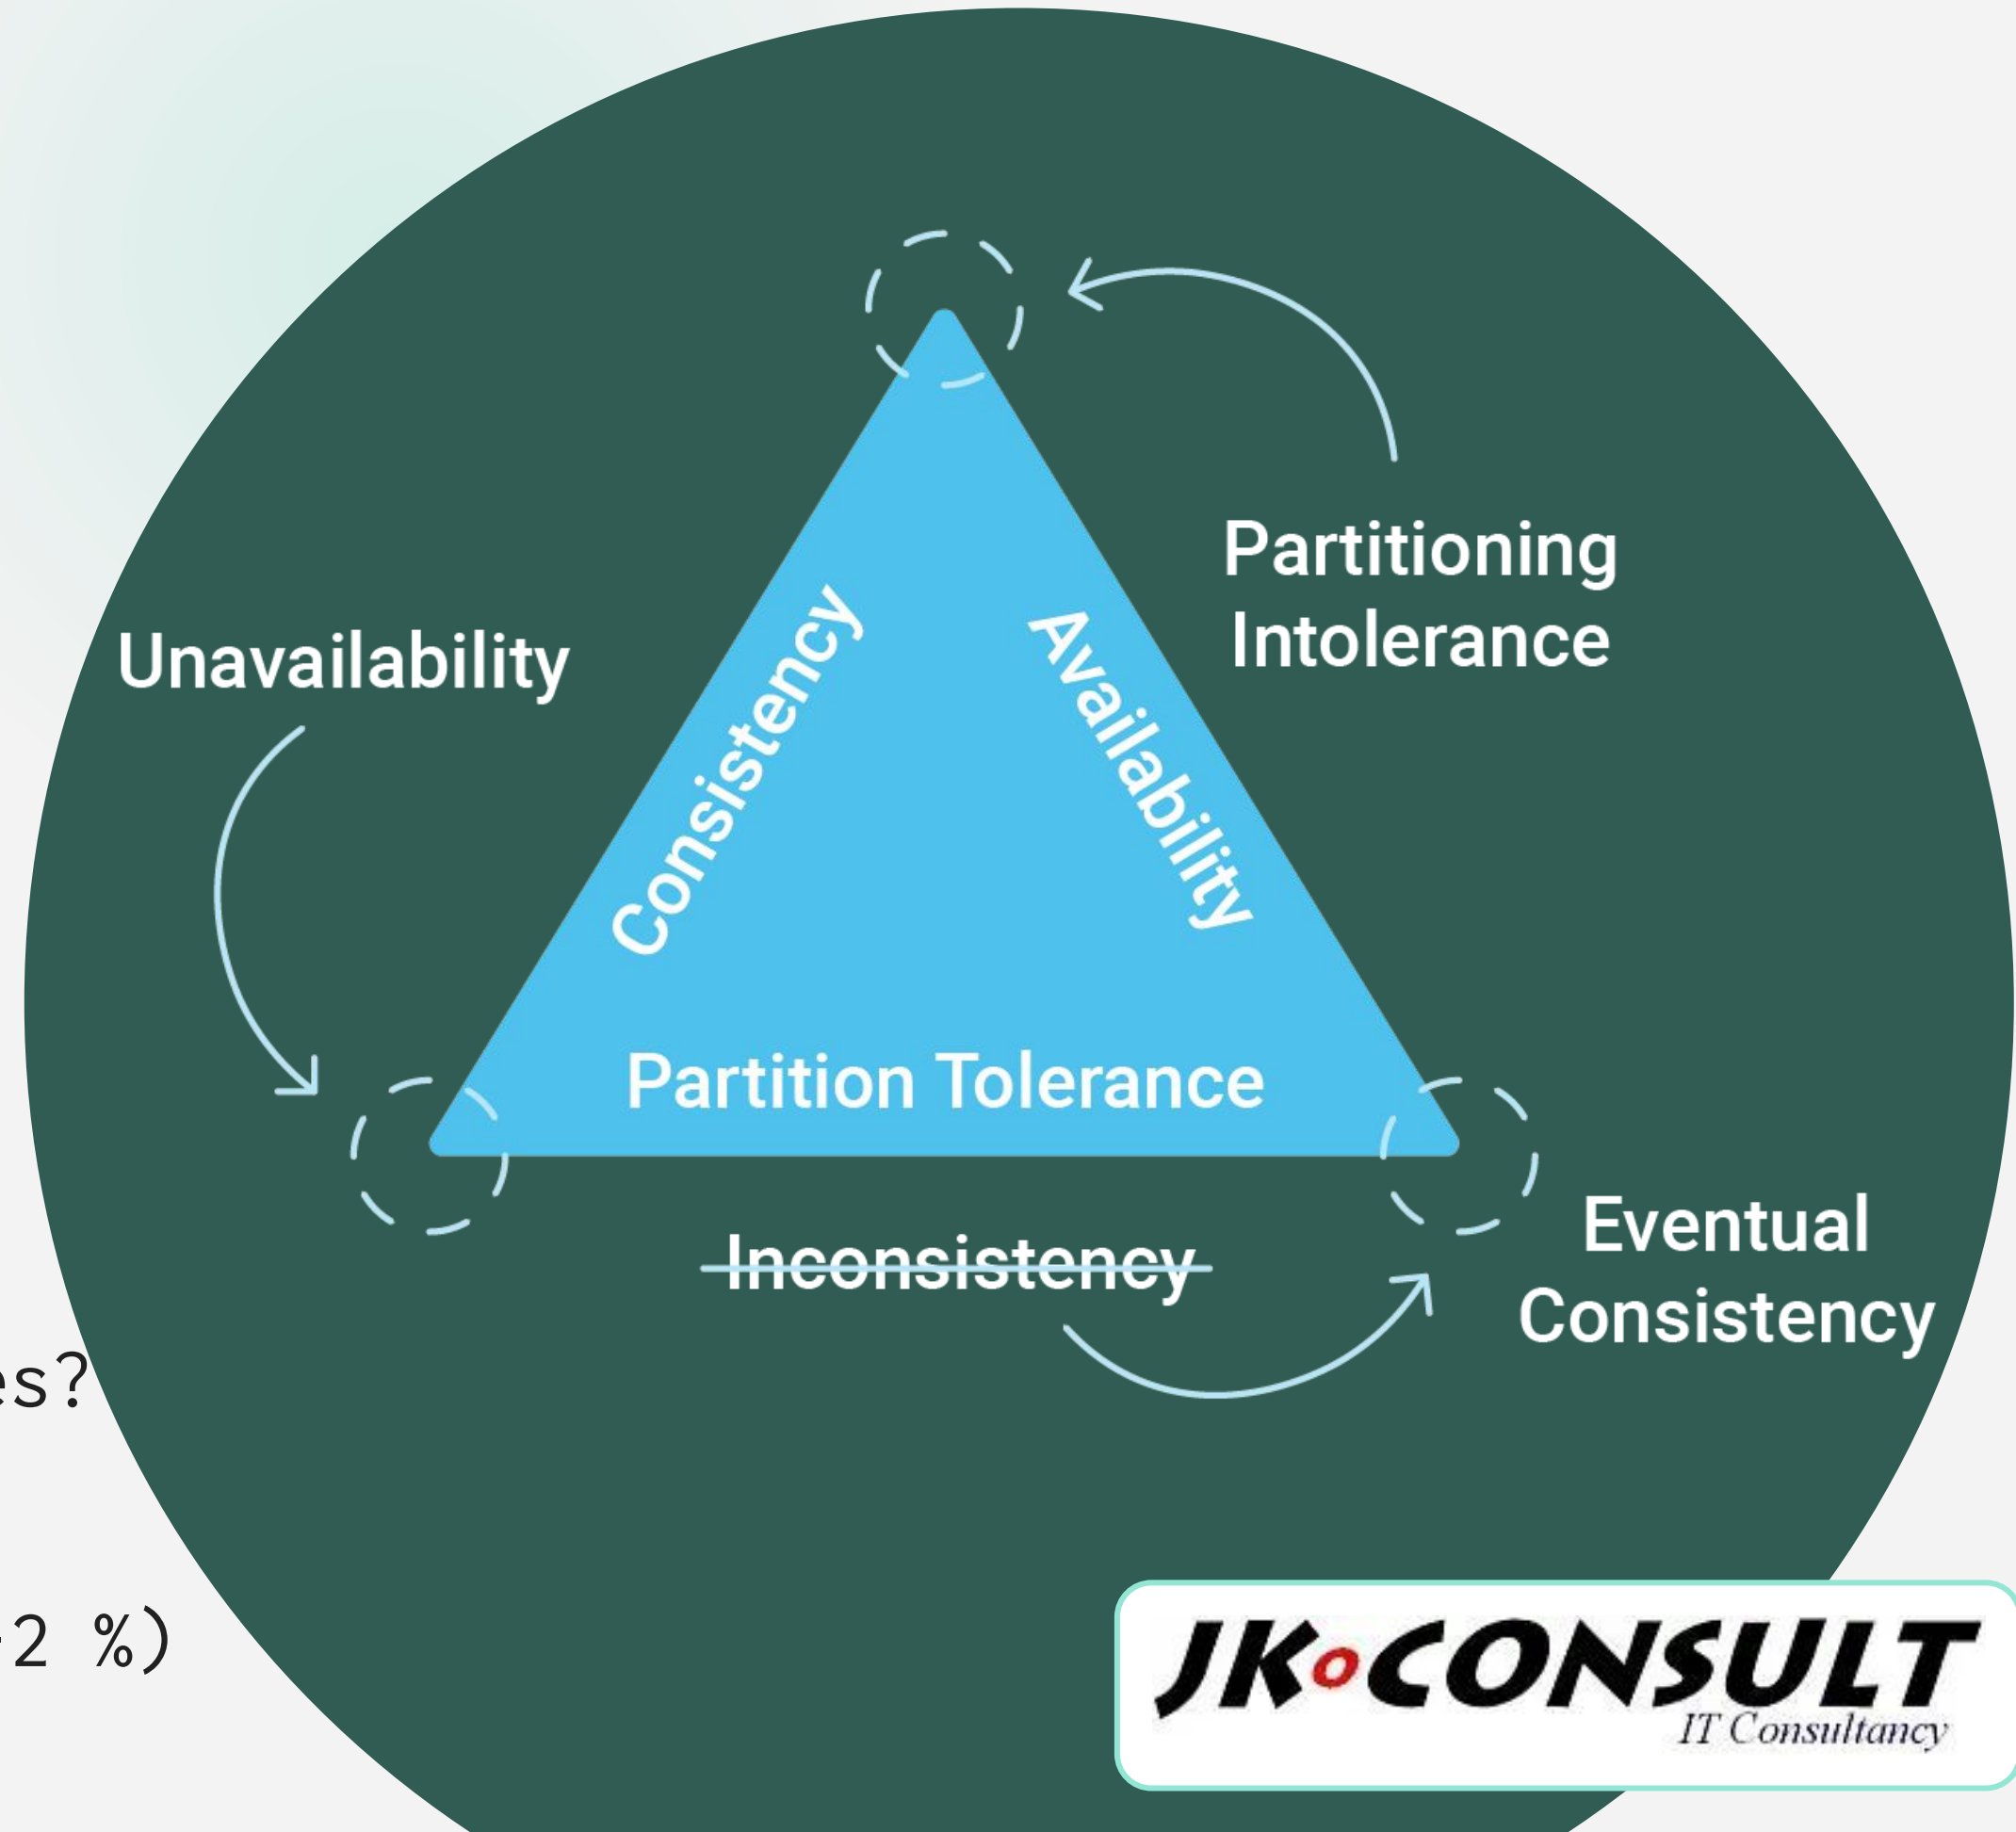 Partitioning
Intolerance
Unavailability
Consistency
Availability
Partition Tolerance
Inconsistency
Eventual
Consistency
es?
2 %)
JK•CONSULT
IT Consultancy